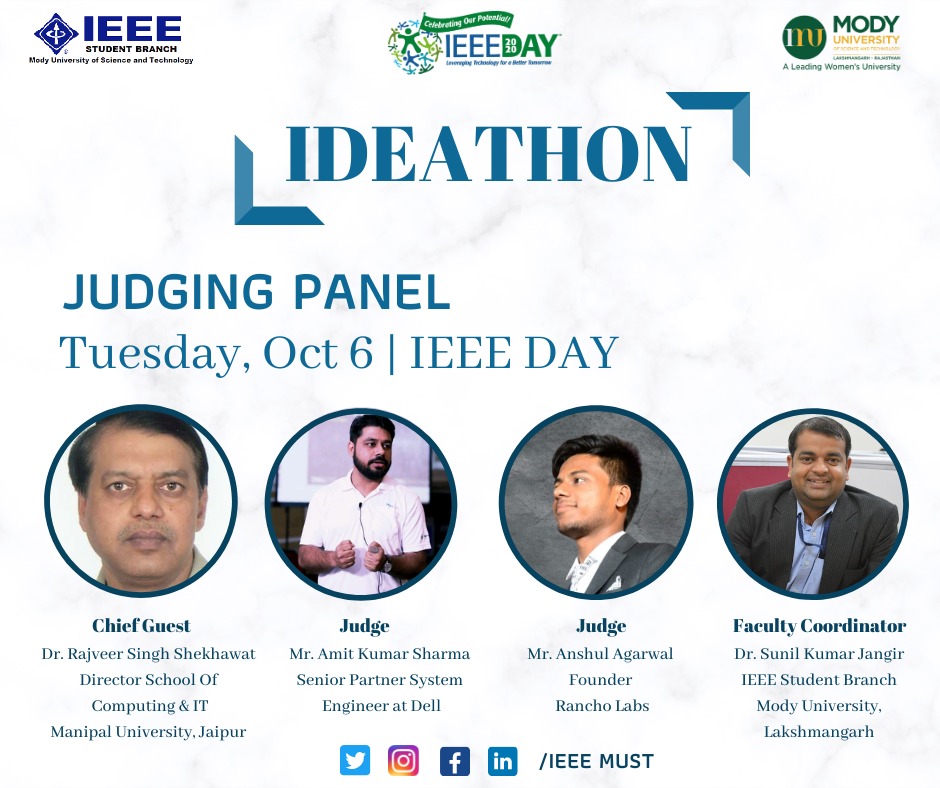 IEEE
STUDENT BRANCH
Mody University of Science and Technology
Celebrating Our Potential!
IEEE DAY
2020
Leveraging Technology for a Better Tomorrow
mu
MODY
UNIVERSITY
OF SCIENCE AND TECHNOLOGY
LAKSHMANGARH - RAJASTHAN
A Leading Women's University
IDEATHON
JUDGING PANEL
Tuesday, Oct 6 | IEEE DAY
Chief Guest
Dr. Rajveer Singh Shekhawat
Director School Of
Computing & IT
Manipal University, Jaipur
Judge
Mr. Amit Kumar Sharma
Senior Partner System
Engineer at Dell
Judge
Mr. Anshul Agarwal
Founder
Rancho Labs
Faculty Coordinator
Dr. Sunil Kumar Jangir
IEEE Student Branch
Mody University,
Lakshmangarh
/IEEE MUST